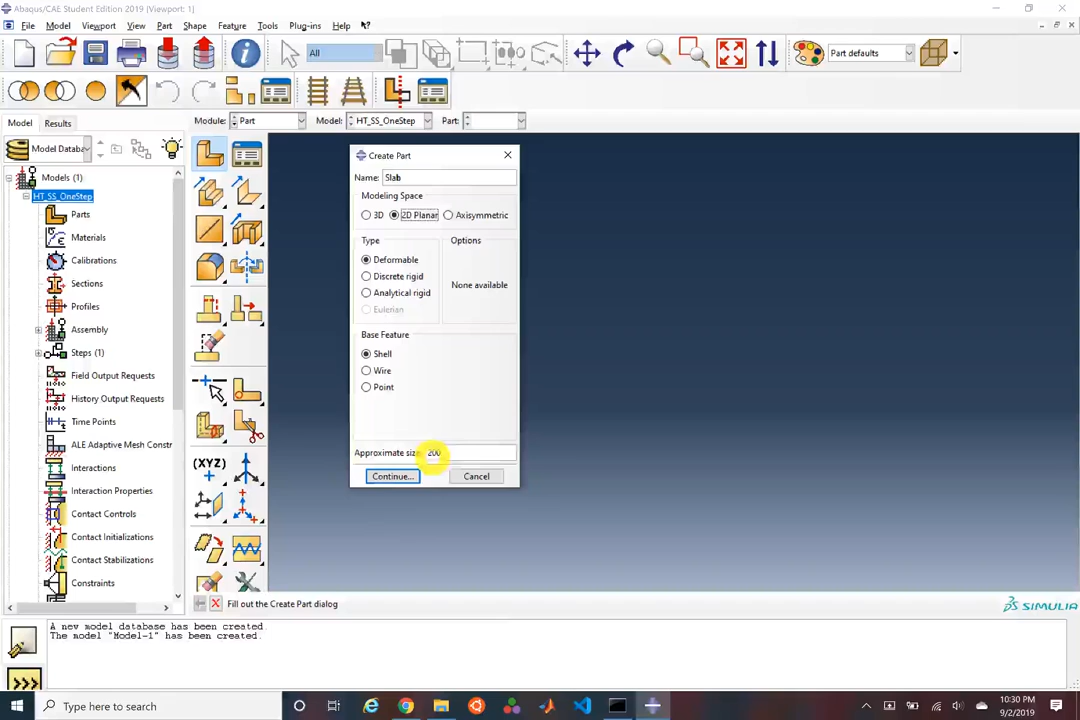 Abaqus/CAE Student Edition 2019 [Viewport: 1]
File Model Viewport View Part Shape Feature Tools Plug-ins Help
All Part defaults
Module: Part Model: HT_SS_OneStep Part:
Model Results
Model Databa
Models (1)
HT_SS_OneStep
Parts
Materials
Calibrations
Sections
Profiles
Assembly
Steps (1)
Field Output Requests
History Output Requests
Time Points
ALE Adaptive Mesh Constr
Interactions
Interaction Properties
Contact Controls
Contact Initializations
Contact Stabilizations
Constraints
(XYZ)
Create Part
Name: Slab
Modeling Space
3D 2D Planar Axisymmetric
Type Options
Deformable
Discrete rigid
Analytical rigid
Eulerian
None available
Base Feature
Shell
Wire
Point
Approximate size: 200
Continue... Cancel
Fill out the Create Part dialog
SIMULIA
A new model database has been created.
The model "Model-1" has been created.
>>>
Type here to search
10:30 PM
9/2/2019